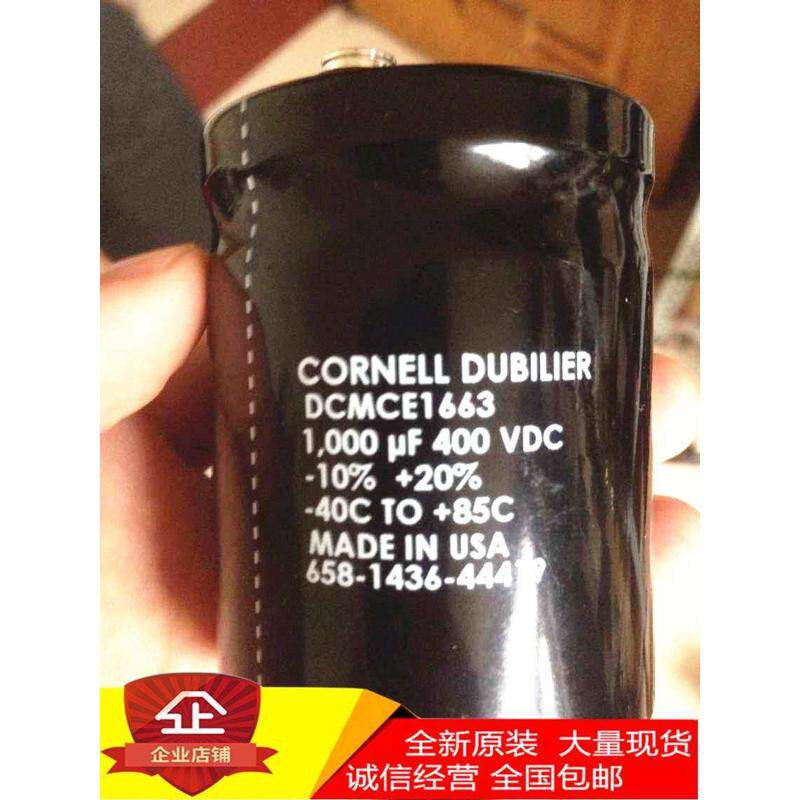 CORNELL DUBILIER
DCMCE1663
1,000 µF 400 VDC
-10% +20%
-40C TO +85C
MADE IN USA
企
企业店铺
全新原装 大量现货
诚信经营 全国包邮